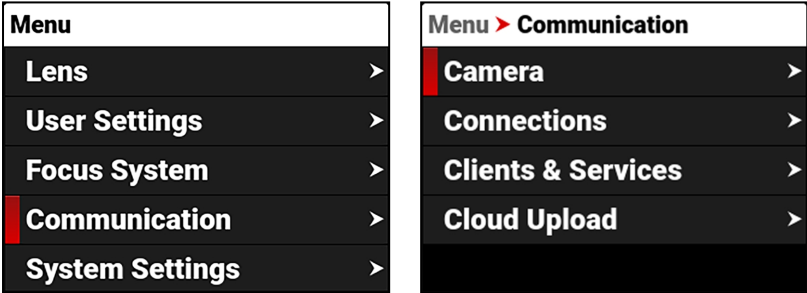 Menu
Lens
User Settings
Focus System
Communication
System Settings
Menu > Communication
Camera
Connections
Clients & Services
Cloud Upload